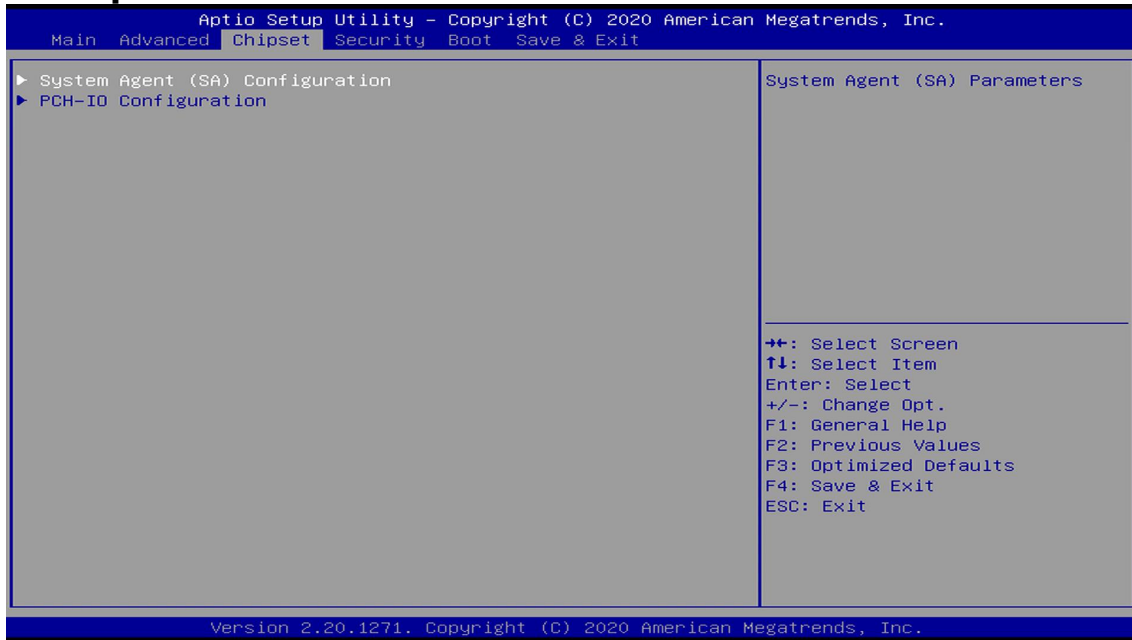 Aptio Setup Utility – Copyright (C) 2020 American Megatrends, Inc.
Main Advanced Chipset Security Boot Save & Exit
► System Agent (SA) Configuration
► PCH-IO Configuration
System Agent (SA) Parameters
→←: Select Screen
↑↓: Select Item
Enter: Select
+/-: Change Opt.
F1: General Help
F2: Previous Values
F3: Optimized Defaults
F4: Save & Exit
ESC: Exit
Version 2.20.1271. Copyright (C) 2020 American Megatrends, Inc.